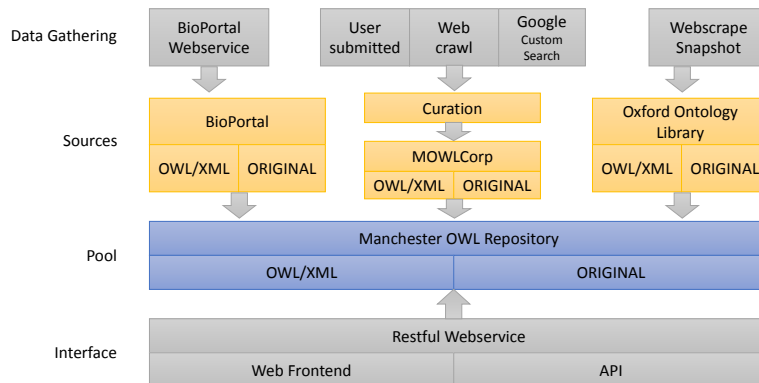 Data Gathering
BioPortal
Webservice
User
submitted
Web
crawl
Google
Custom
Search
Webscrape
Snapshot
Sources
BioPortal
OWL/XML
ORIGINAL
Curation
MOWLCorp
OWL/XML
ORIGINAL
Oxford Ontology
Library
OWL/XML
ORIGINAL
Pool
Manchester OWL Repository
OWL/XML
ORIGINAL
Interface
Restful Webservice
Web Frontend
API